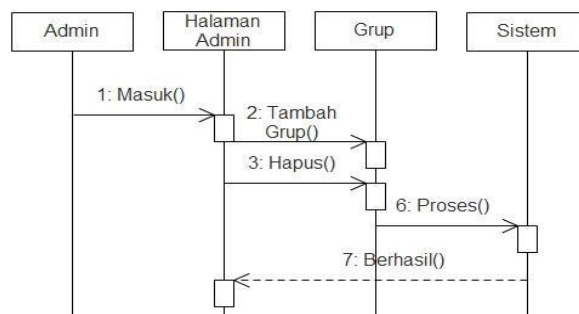 Admin
Halaman
Admin
Grup
Sistem
1: Masuk()
2: Tambah
Grup()
3: Hapus()
6: Proses()
7: Berhasil()